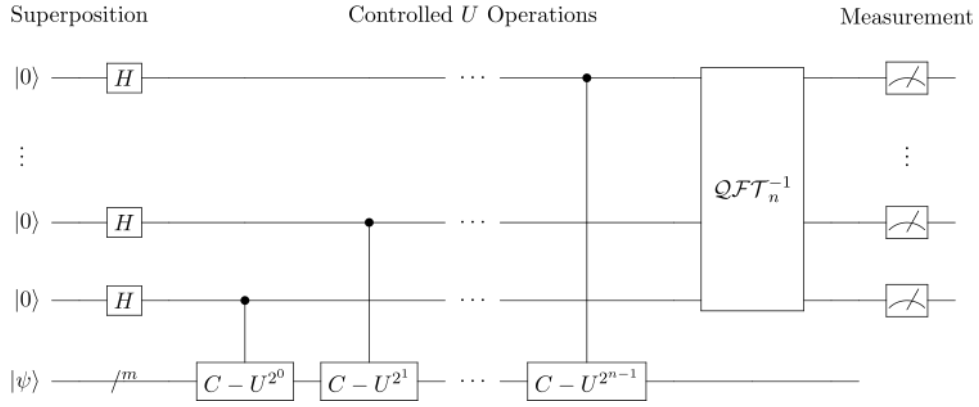 Superposition Controlled U Operations Measurement
|0⟩ H ···
⋮ ⋮
|0⟩ H ···
|0⟩ H ···
QFT_n^{-1}
|ψ⟩ /^m C − U^{2^0} C − U^{2^1} ··· C − U^{2^{n−1}}